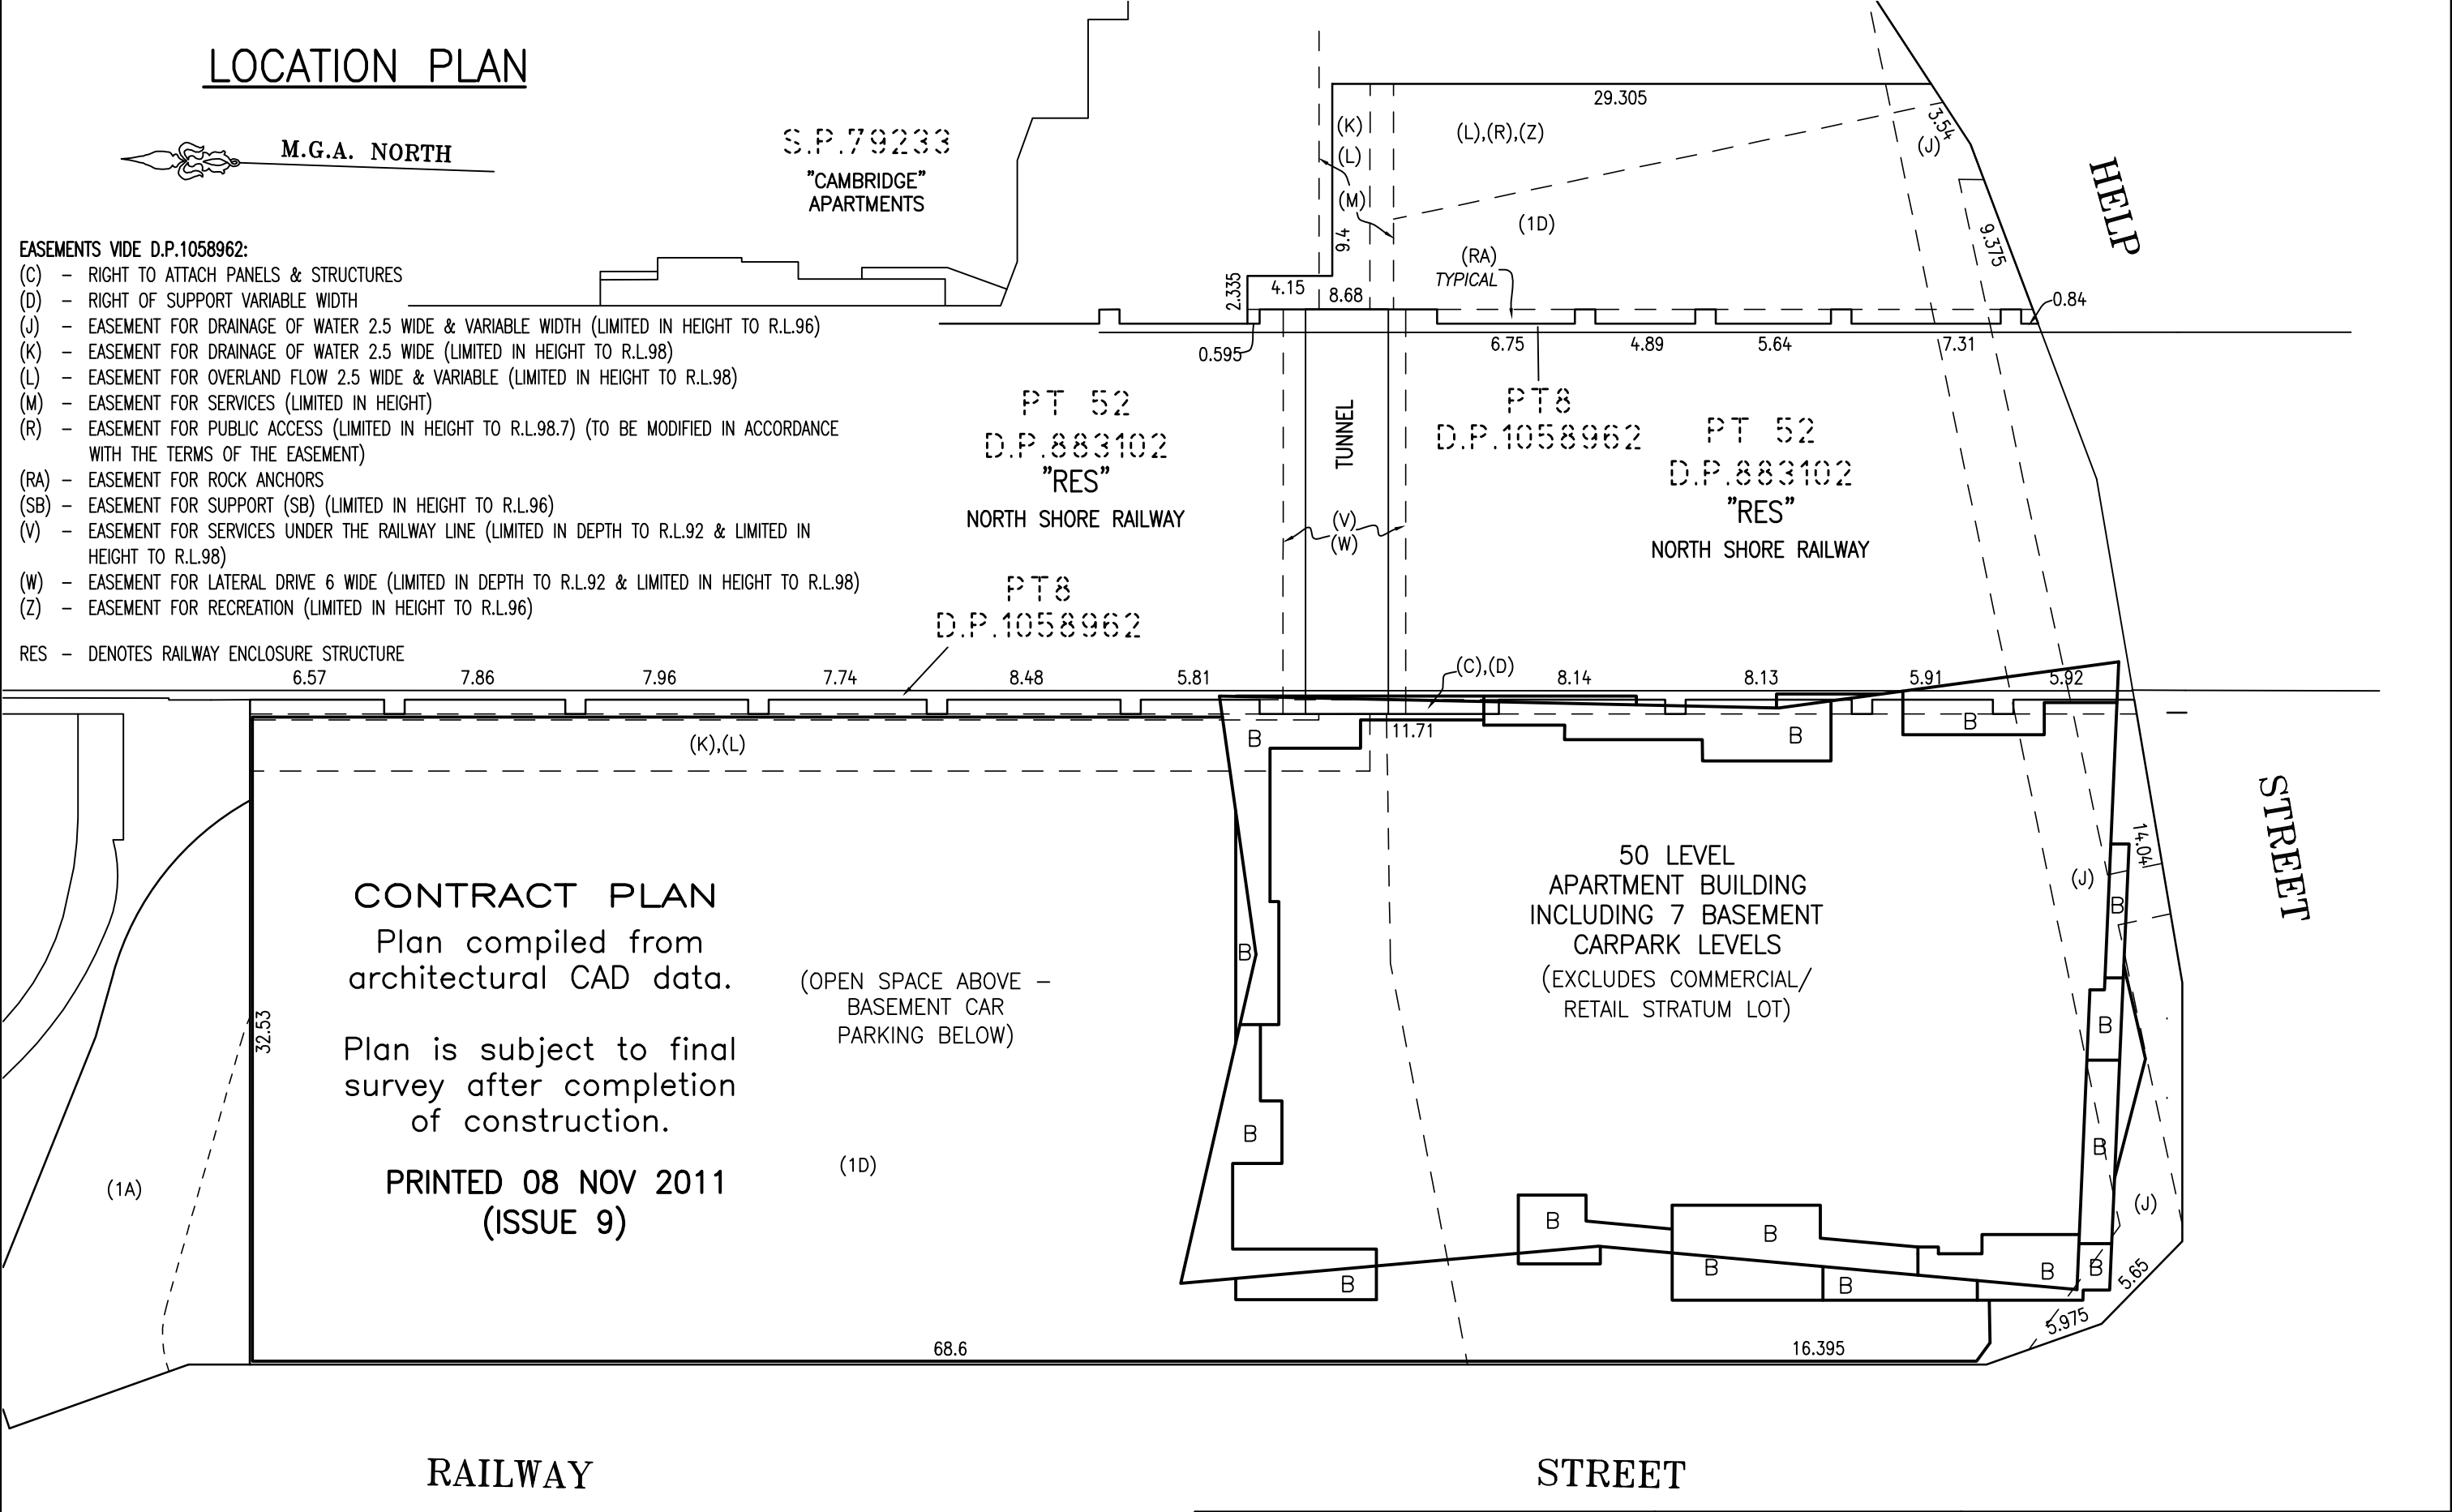 LOCATION PLAN
M.G.A. NORTH
S.P.79233
"CAMBRIDGE"
APARTMENTS
EASEMENTS VIDE D.P.1058962:
(C) – RIGHT TO ATTACH PANELS & STRUCTURES
(D) – RIGHT OF SUPPORT VARIABLE WIDTH
(J) – EASEMENT FOR DRAINAGE OF WATER 2.5 WIDE & VARIABLE WIDTH (LIMITED IN HEIGHT TO R.L.96)
(K) – EASEMENT FOR DRAINAGE OF WATER 2.5 WIDE (LIMITED IN HEIGHT TO R.L.98)
(L) – EASEMENT FOR OVERLAND FLOW 2.5 WIDE & VARIABLE (LIMITED IN HEIGHT TO R.L.98)
(M) – EASEMENT FOR SERVICES (LIMITED IN HEIGHT)
(R) – EASEMENT FOR PUBLIC ACCESS (LIMITED IN HEIGHT TO R.L.98.7) (TO BE MODIFIED IN ACCORDANCE
WITH THE TERMS OF THE EASEMENT)
(RA) – EASEMENT FOR ROCK ANCHORS
(SB) – EASEMENT FOR SUPPORT (SB) (LIMITED IN HEIGHT TO R.L.96)
(V) – EASEMENT FOR SERVICES UNDER THE RAILWAY LINE (LIMITED IN DEPTH TO R.L.92 & LIMITED IN
HEIGHT TO R.L.98)
(W) – EASEMENT FOR LATERAL DRIVE 6 WIDE (LIMITED IN DEPTH TO R.L.92 & LIMITED IN HEIGHT TO R.L.98)
(Z) – EASEMENT FOR RECREATION (LIMITED IN HEIGHT TO R.L.96)
RES – DENOTES RAILWAY ENCLOSURE STRUCTURE
29.305
(K)
(L)
(M)
(L),(R),(Z)
3.54
(J)
HELP
9.4
(1D)
9.375
(RA)
TYPICAL
2.335
4.15
8.68
0.84
0.595
6.75
4.89
5.64
7.31
PT 52
D.P.883102
"RES"
NORTH SHORE RAILWAY
TUNNEL
PT8
D.P.1058962
PT 52
D.P.883102
"RES"
NORTH SHORE RAILWAY
(V)
(W)
PT8
D.P.1058962
6.57
7.86
7.96
7.74
8.48
5.81
(C),(D)
8.14
8.13
5.91
5.92
(K),(L)
B
11.71
B
B
STREET
14.04
(J)
B
50 LEVEL
APARTMENT BUILDING
INCLUDING 7 BASEMENT
CARPARK LEVELS
(EXCLUDES COMMERCIAL/
RETAIL STRATUM LOT)
CONTRACT PLAN
Plan compiled from
architectural CAD data.
Plan is subject to final
survey after completion
of construction.
PRINTED 08 NOV 2011
(ISSUE 9)
(OPEN SPACE ABOVE –
BASEMENT CAR
PARKING BELOW)
32.53
B
B
B
B
(1D)
(1A)
(J)
B
B
B
B
B
B
B
5.65
5.975
68.6
16.395
RAILWAY
STREET